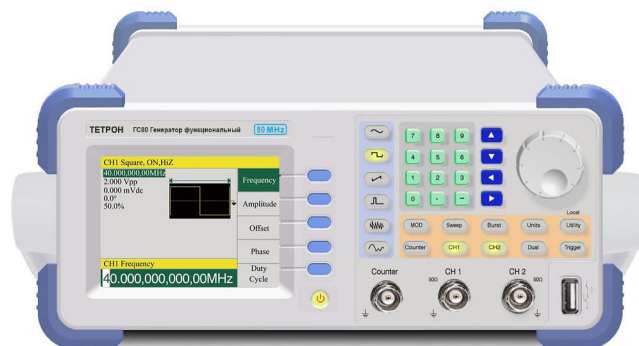 ТЕТРОН ГС80 Генератор функциональный 80 MHz
CH1 Square, ON,HiZ
40.000,000,000,00MHz
2.000 Vpp
0.000 mVdc
0.0°
50.0%
Frequency
Amplitude
Offset
Phase
Duty
Cycle
CH1 Frequency
40.000,000,000,00MHz
7 8 9
4 5 6
1 2 3
0 · −
Local
MOD Sweep Burst Units Utility
Counter CH1 CH2 Dual Trigger
Counter CH 1 CH 2
50Ω 50Ω